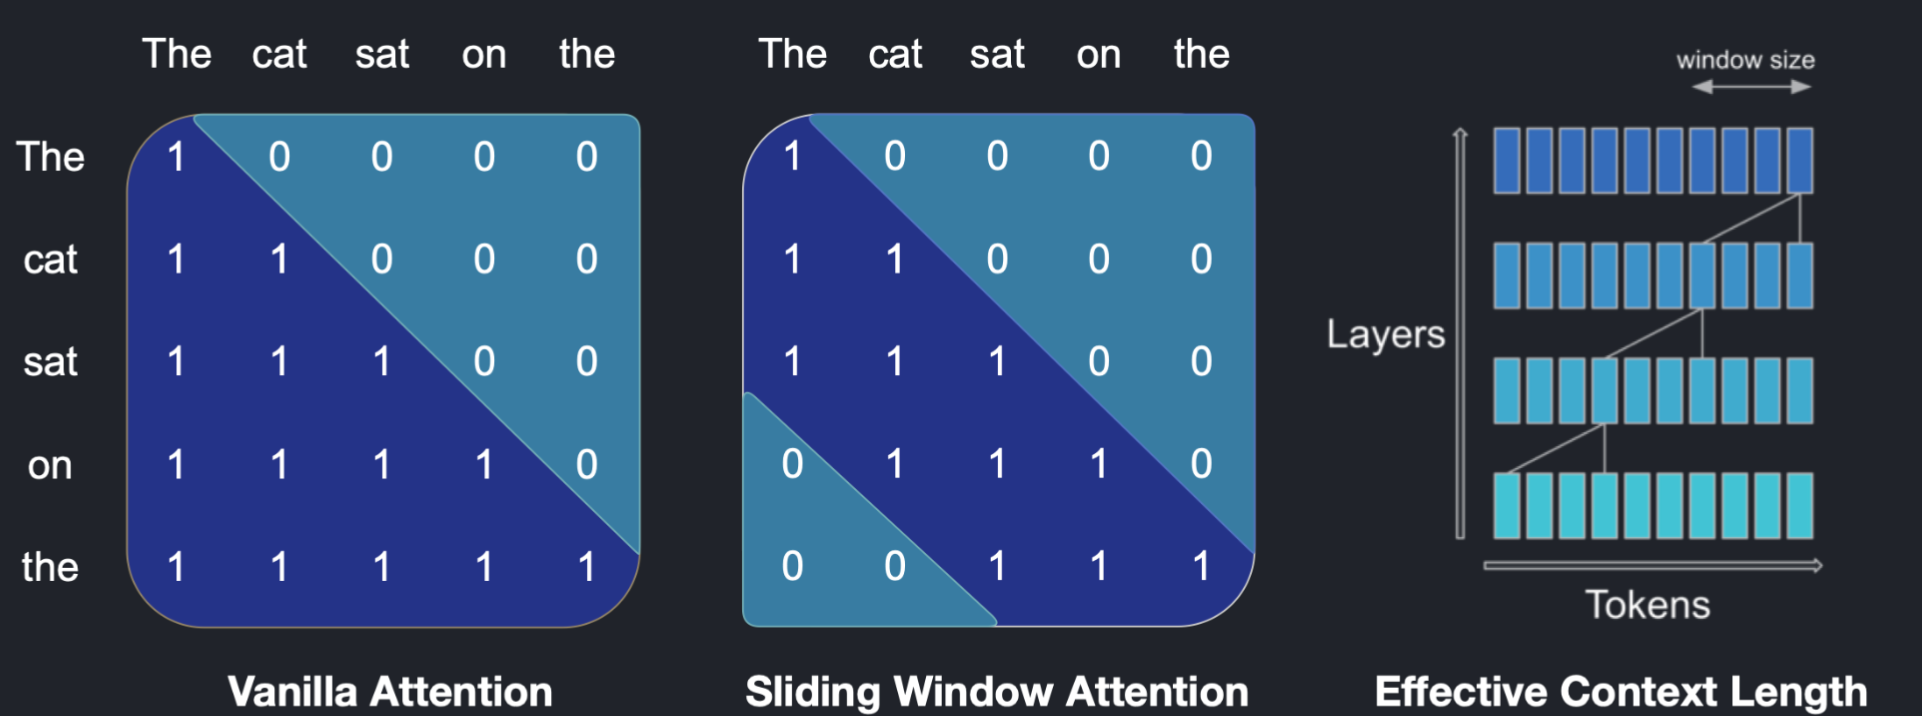 The cat sat on the
The 1 0 0 0 0
cat 1 1 0 0 0
sat 1 1 1 0 0
on 1 1 1 1 0
the 1 1 1 1 1
Vanilla Attention
The cat sat on the
1 0 0 0 0
1 1 0 0 0
1 1 1 0 0
0 1 1 1 0
0 0 1 1 1
Sliding Window Attention
window size
Layers
Tokens
Effective Context Length